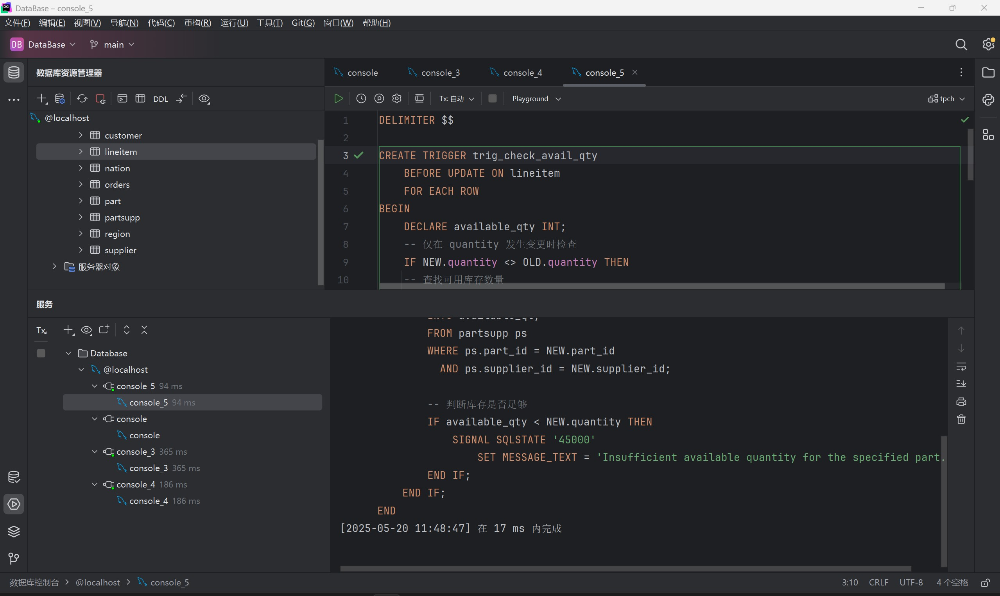 DataBase – console_5
文件(F) 编辑(E) 视图(V) 导航(N) 代码(C) 重构(R) 运行(U) 工具(T) Git(G) 窗口(W) 帮助(H)
DB DataBase main
数据库资源管理器
DDL
@localhost
customer
lineitem
nation
orders
part
partsupp
region
supplier
服务器对象
console console_3 console_4 console_5
Tx: 自动 Playground tpch
1 DELIMITER $$
2
3 CREATE TRIGGER trig_check_avail_qty
4 BEFORE UPDATE ON lineitem
5 FOR EACH ROW
6 BEGIN
7 DECLARE available_qty INT;
8 -- 仅在 quantity 发生变更时检查
9 IF NEW.quantity <> OLD.quantity THEN
10 -- 查找可用库存数量
服务
Tx
Database
@localhost
console_5 94 ms
console_5 94 ms
console
console
console_3 365 ms
console_3 365 ms
console_4 186 ms
console_4 186 ms
FROM partsupp ps
WHERE ps.part_id = NEW.part_id
AND ps.supplier_id = NEW.supplier_id;
-- 判断库存是否足够
IF available_qty < NEW.quantity THEN
SIGNAL SQLSTATE '45000'
SET MESSAGE_TEXT = 'Insufficient available quantity for the specified part.
END IF;
END IF;
END
[2025-05-20 11:48:47] 在 17 ms 内完成
数据库控制台 @localhost console_5
3:10 CRLF UTF-8 4 个空格